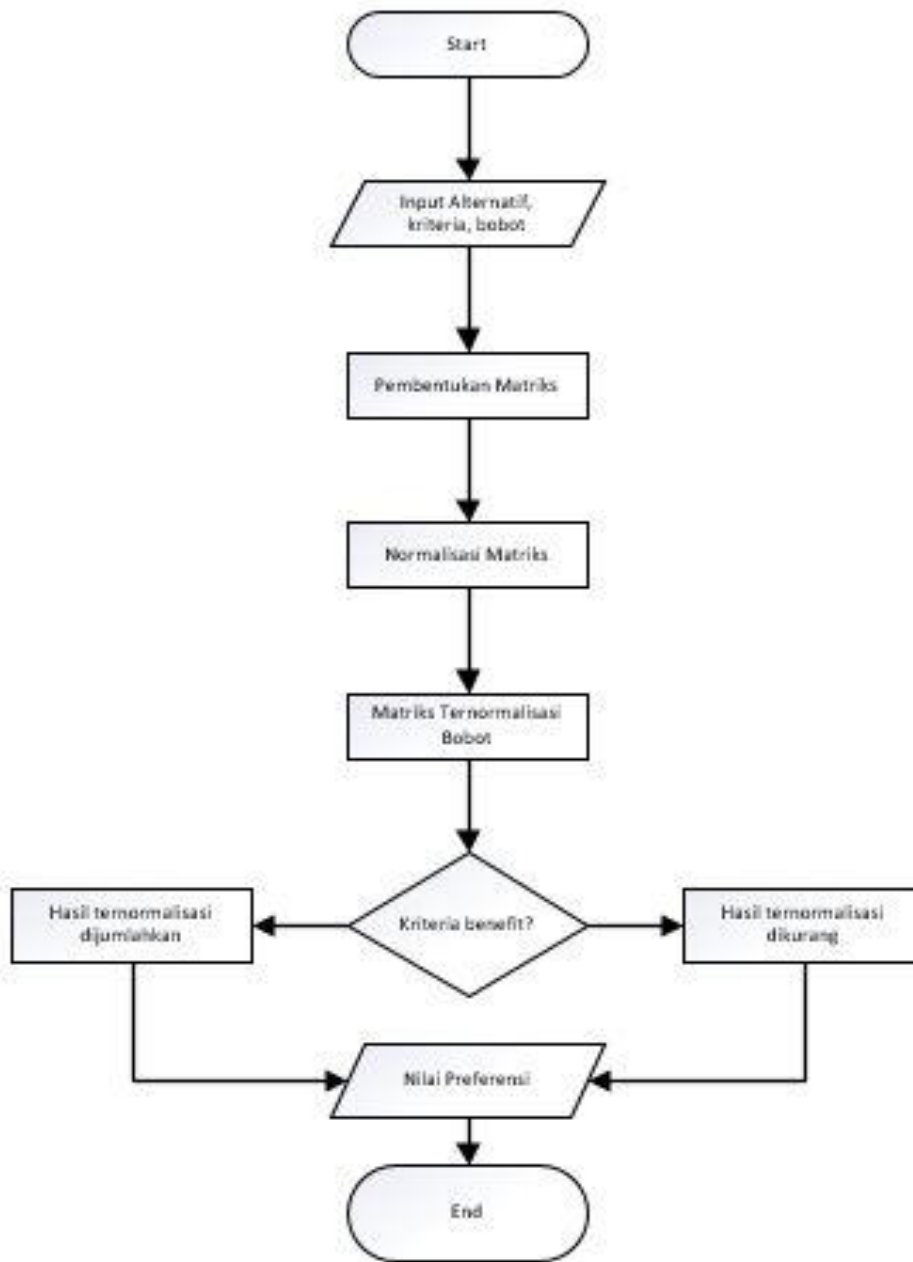 Start
Input Alternatif,
kriteria, bobot
Pembentukan Matriks
Normalisasi Matriks
Matriks Ternormalisasi
Bobot
Kriteria benefit?
Hasil ternormalisasi
dijumlahkan
Hasil ternormalisasi
dikurang
Nilai Preferensi
End